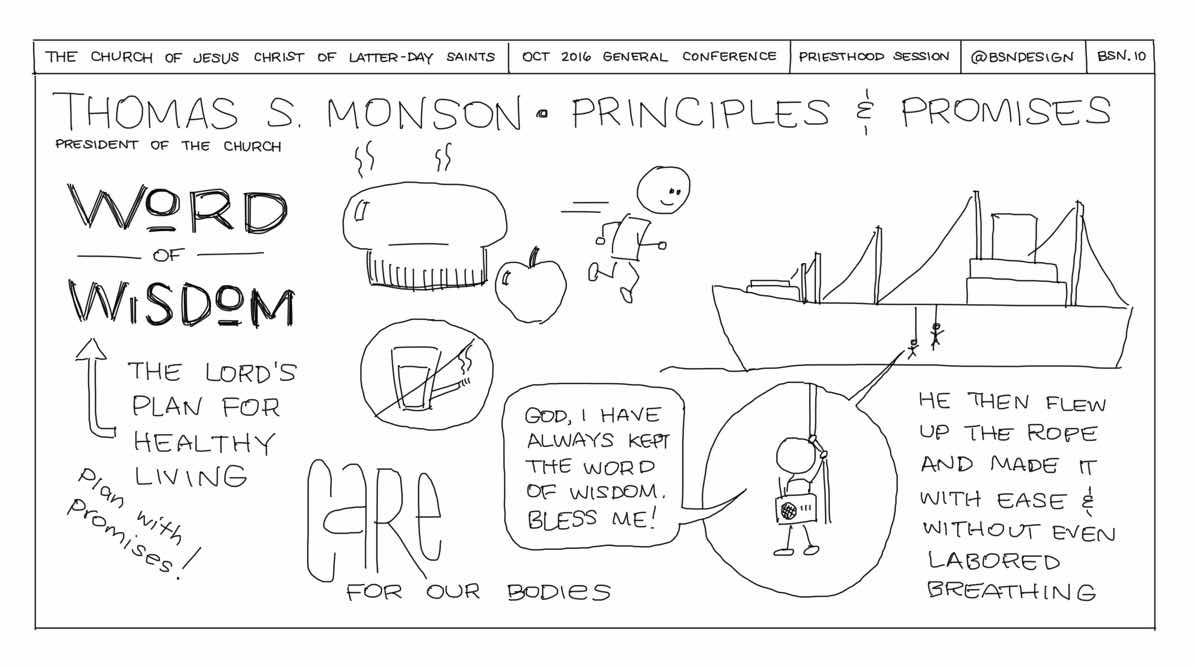 THE CHURCH OF JESUS CHRIST OF LATTER-DAY SAINTS
OCT 2016 GENERAL CONFERENCE
PRIESTHOOD SESSION
@BSNDESIGN
BSN.10
THOMAS S. MONSON • PRINCIPLES & PROMISES
PRESIDENT OF THE CHURCH
WORD
OF
WISDOM
THE LORD'S
PLAN FOR
HEALTHY
LIVING
Plan with
promises!
CARE
FOR OUR BODIES
GOD, I HAVE
ALWAYS KEPT
THE WORD
OF WISDOM.
BLESS ME!
HE THEN FLEW
UP THE ROPE
AND MADE IT
WITH EASE &
WITHOUT EVEN
LABORED
BREATHING